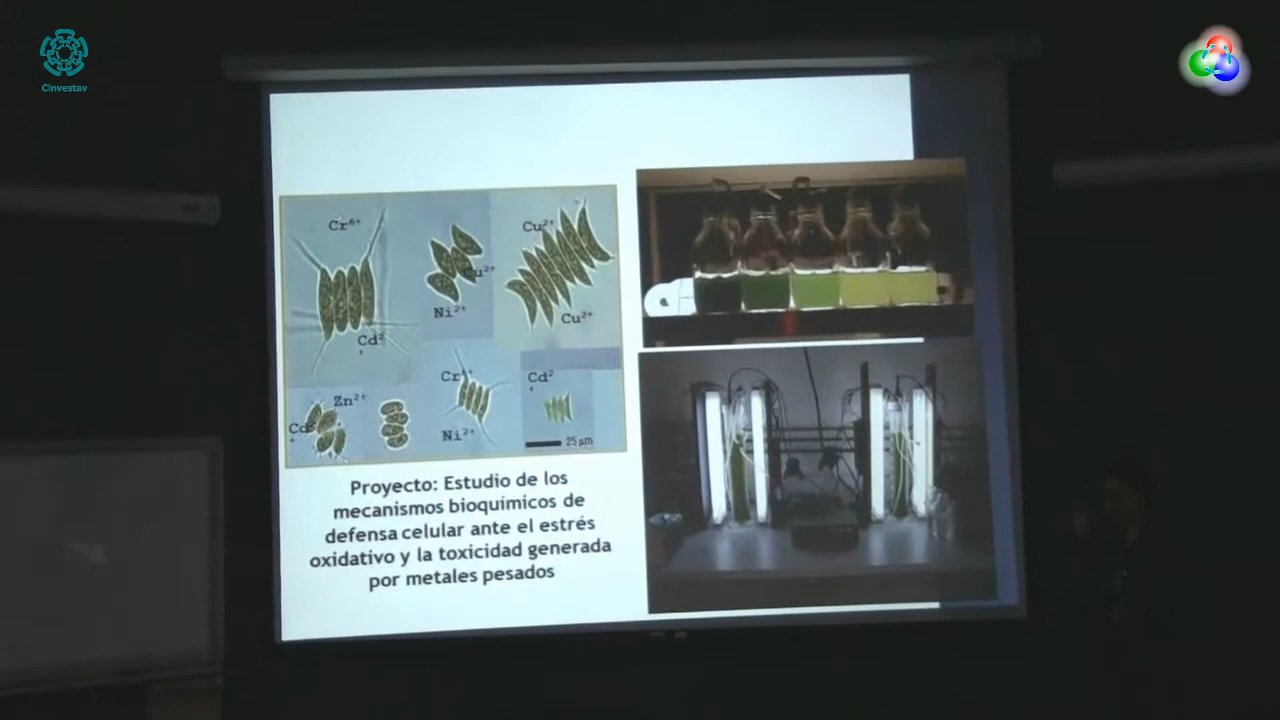 Cinvestav
Cr⁶⁺
Cu²⁺
Cu²⁺
Ni²⁺
Cu²⁺
Cd²
+
Zn²⁺
Cr⁶⁺
Cd²
+
Cd²
+
Ni²⁺
25 µm
Proyecto: Estudio de los
mecanismos bioquímicos de
defensa celular ante el estrés
oxidativo y la toxicidad generada
por metales pesados